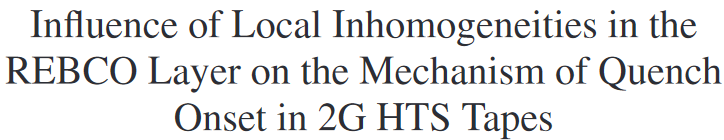 Influence of Local Inhomogeneities in the
REBCO Layer on the Mechanism of Quench
Onset in 2G HTS Tapes